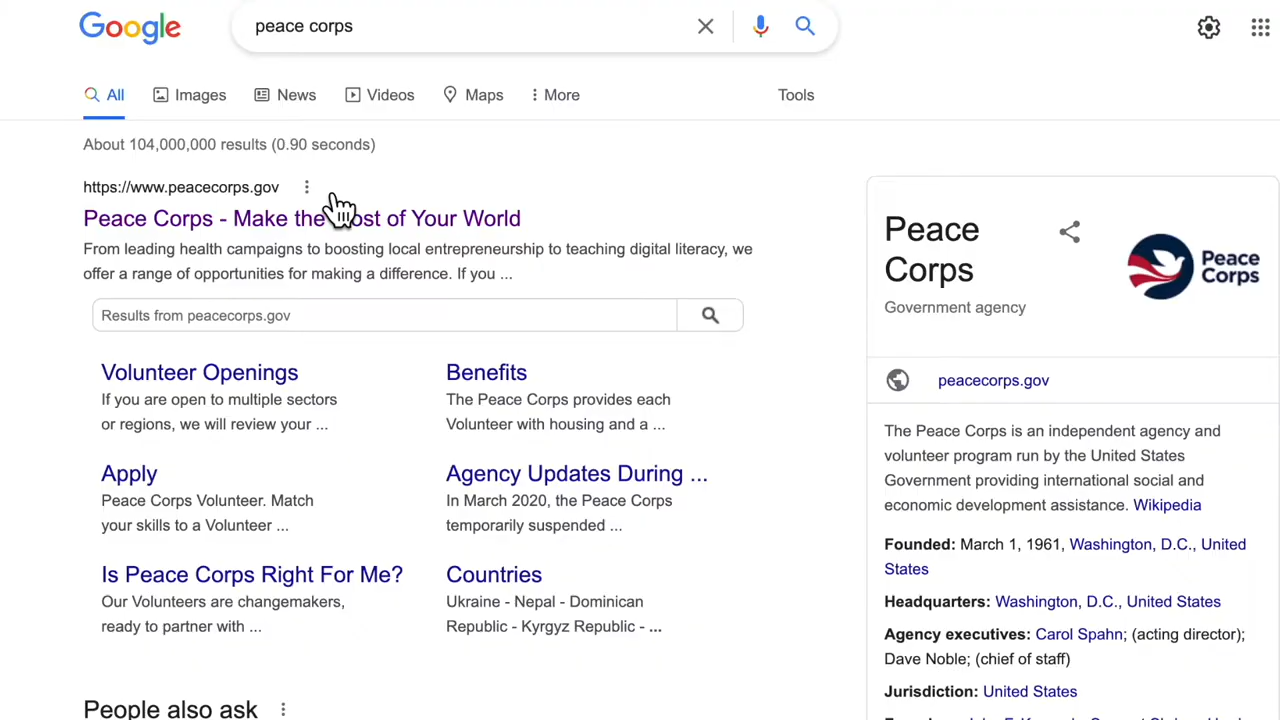 Google
peace corps
All
Images
News
Videos
Maps
More
Tools
About 104,000,000 results (0.90 seconds)
https://www.peacecorps.gov
Peace Corps - Make the Most of Your World
From leading health campaigns to boosting local entrepreneurship to teaching digital literacy, we
offer a range of opportunities for making a difference. If you ...
Results from peacecorps.gov
Volunteer Openings
If you are open to multiple sectors
or regions, we will review your ...
Benefits
The Peace Corps provides each
Volunteer with housing and a ...
Apply
Peace Corps Volunteer. Match
your skills to a Volunteer ...
Agency Updates During ...
In March 2020, the Peace Corps
temporarily suspended ...
Is Peace Corps Right For Me?
Our Volunteers are changemakers,
ready to partner with ...
Countries
Ukraine - Nepal - Dominican
Republic - Kyrgyz Republic - ...
People also ask
Peace
Corps
Government agency
Peace
Corps
peacecorps.gov
The Peace Corps is an independent agency and
volunteer program run by the United States
Government providing international social and
economic development assistance. Wikipedia
Founded: March 1, 1961, Washington, D.C., United
States
Headquarters: Washington, D.C., United States
Agency executives: Carol Spahn; (acting director);
Dave Noble; (chief of staff)
Jurisdiction: United States